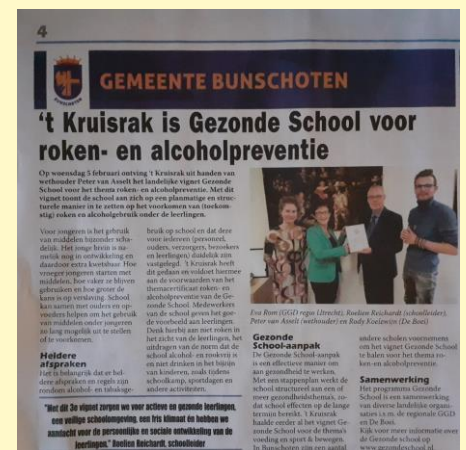 4
GEMEENTE BUNSCHOTEN
't Kruisrak is Gezonde School voor
roken- en alcoholpreventie
Op woensdag 5 februari ontving 't Kruisrak uit handen van
wethouder Peter van Asselt het landelijke vignet Gezonde
School voor het thema roken- en alcoholpreventie. Met dit
vignet toont de school aan zich op een planmatige en struc-
turele manier in te zetten op het voorkomen van (toekom-
stig) roken en alcoholgebruik onder de leerlingen.
Voor jongeren is het gebruik
van middelen bijzonder scha-
delijk. Het jonge brein is na-
melijk nog in ontwikkeling en
daardoor extra kwetsbaar. Hoe
vroeger jongeren starten met
middelen, hoe vaker ze blijven
gebruiken en hoe groter de
kans is op verslaving. School
kan samen met ouders en op-
voeders helpen om het gebruik
van middelen onder jongeren
zo lang mogelijk uit te stellen
of te voorkomen.
Heldere
afspraken
Het is belangrijk dat er hel-
dere afspraken en regels zijn
rondom alcohol- en tabaksge-
bruik op school en dat deze
voor iedereen (personeel,
ouders, verzorgers, bezoekers
en leerlingen) duidelijk zijn
vastgelegd. 't Kruisrak heeft
dit gedaan en voldoet hiermee
aan de voorwaarden van het
themacertificaat roken- en
alcoholpreventie van de Ge-
zonde School. Medewerkers
van de school geven het goe-
de voorbeeld aan leerlingen.
Denk hierbij aan niet roken in
het zicht van de leerlingen, het
uitdragen van de norm dat de
school alcohol- en rookvrij is
en niet drinken in het bijzijn
van kinderen, zoals tijdens
schoolkamp, sportdagen en
andere activiteiten.
"Met dit 3e vignet zorgen we voor actieve en gezonde leerlingen,
een veilige schoolomgeving, een fris klimaat én hebben we
aandacht voor de persoonlijke en sociale ontwikkeling van de
leerlingen." Roelien Reichardt, schoolleider
Eva Rom (GGD regio Utrecht), Roelien Reichardt (schoolleider),
Peter van Asselt (wethouder) en Rudy Koelewijn (De Boei)
Gezonde
School-aanpak
De Gezonde School-aanpak
is een effectieve manier om
aan gezondheid te werken.
Met een stappenplan werkt de
school structureel aan een of
meer gezondheidsthema's, zo-
dat school effecten op de lange
termijn bereikt. 't Kruisrak
haalde eerder al het vignet Ge-
zonde School voor de thema's
voeding en sport & bewegen.
In Bunschoten zijn een aantal
andere scholen voornemens
om het vignet Gezonde School
te halen voor het thema ro-
ken- en alcoholpreventie.
Samenwerking
Het programma Gezonde
School is een samenwerking
van diverse landelijke organi-
saties i.s.m. de regionale GGD
en De Boei.
Kijk voor meer informatie over
de Gezonde school op
www.gezondeschool.nl